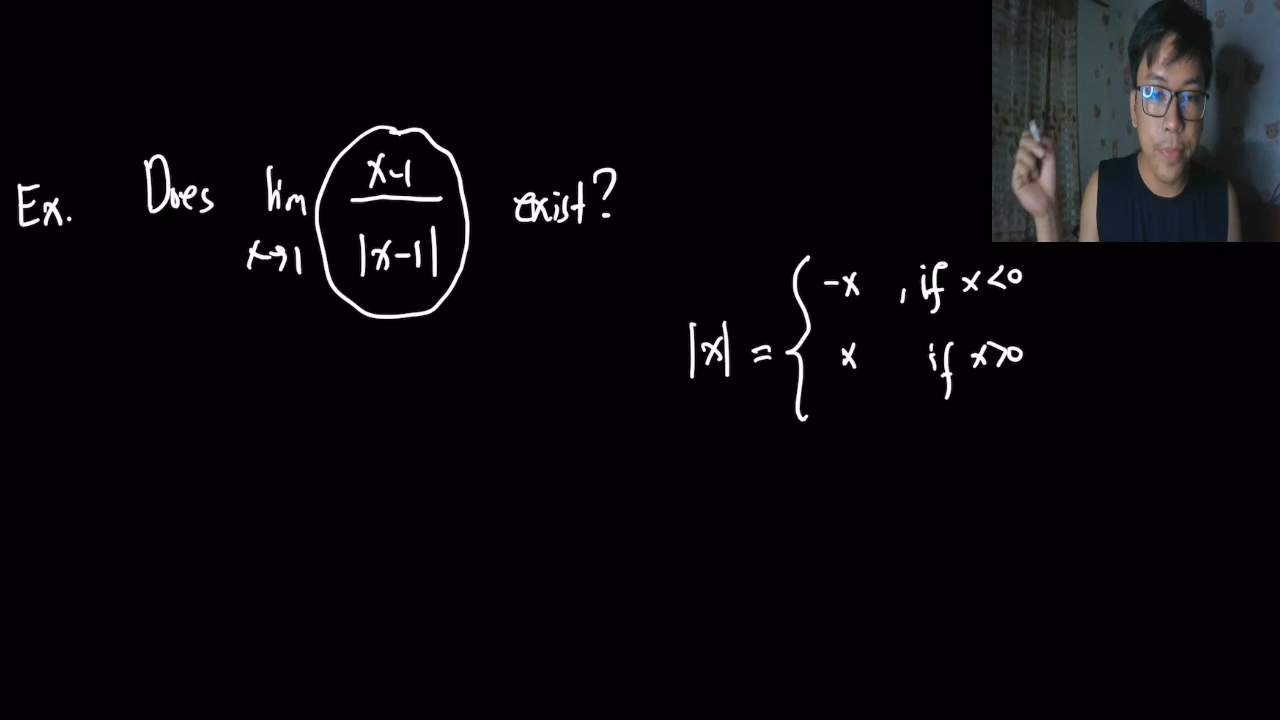 Ex. Does lim x→1 x-1 / |x-1| exist?
|x| = { -x , if x<0
x if x>0